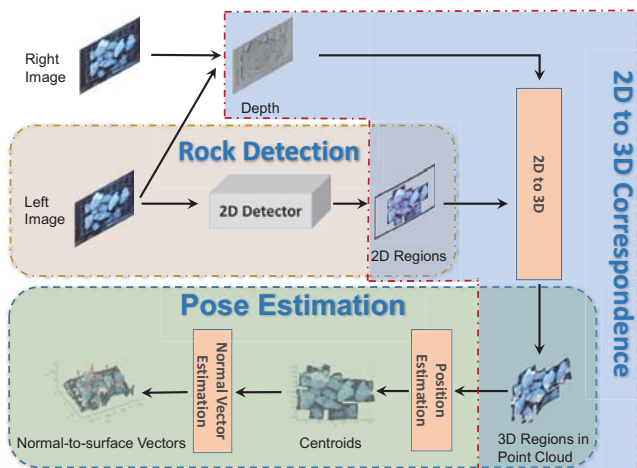 Right
Image
Depth
2D to 3D Correspondence
Rock Detection
2D to 3D
Left
Image
2D Detector
2D Regions
Pose Estimation
Normal Vector
Estimation
Position
Estimation
Normal-to-surface Vectors
Centroids
3D Regions in
Point Cloud